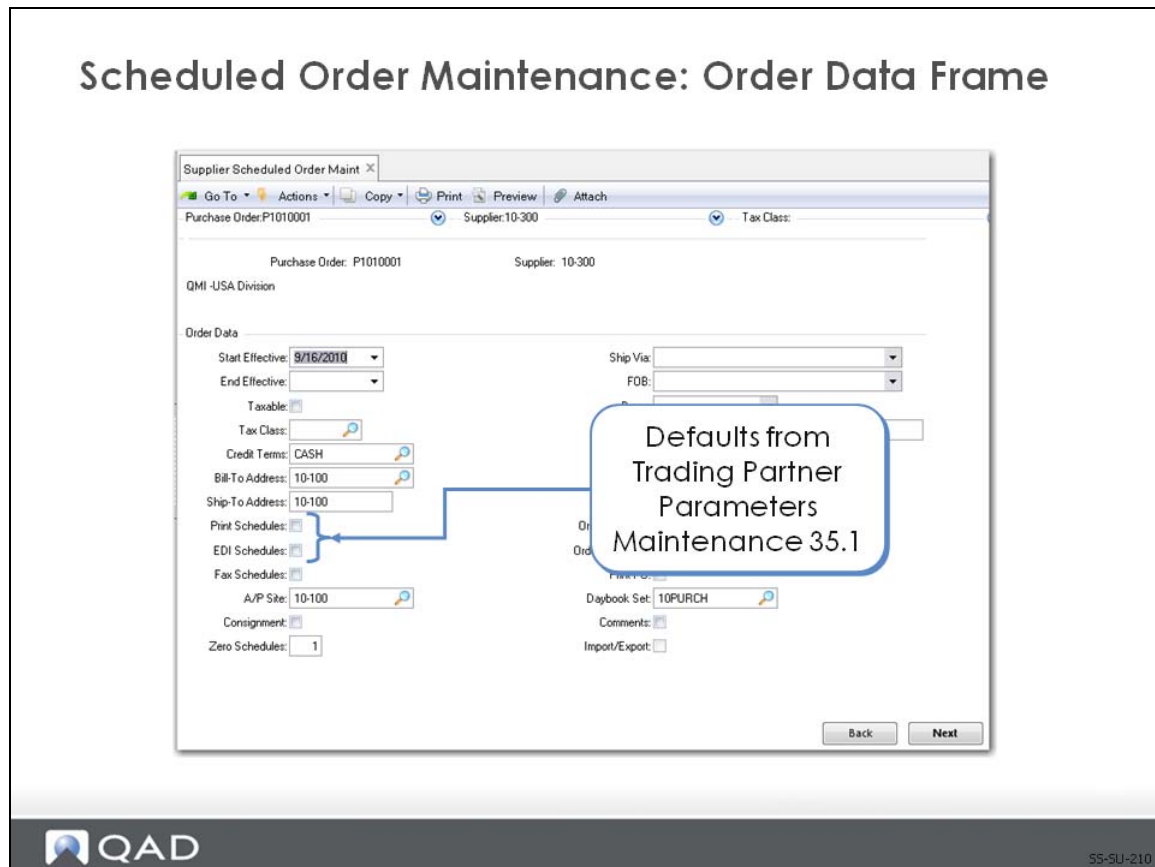 Scheduled Order Maintenance: Order Data Frame
Supplier Scheduled Order Maint X
Go To Actions Copy Print Preview Attach
Purchase Order:P1010001 Supplier:10-300 Tax Class:
Purchase Order: P1010001 Supplier: 10-300
QMI -USA Division
Order Data
Start Effective: 9/16/2010 Ship Via:
End Effective: FOB:
Taxable:
Tax Class:
Credit Terms: CASH
Bill-To Address: 10-100
Ship-To Address: 10-100
Print Schedules:
EDI Schedules:
Fax Schedules:
A/P Site: 10-100 Daybook Set: 10PURCH
Consignment: Comments:
Zero Schedules: 1 Import/Export:
Defaults from
Trading Partner
Parameters
Maintenance 35.1
Back Next
QAD
SS-SU-210